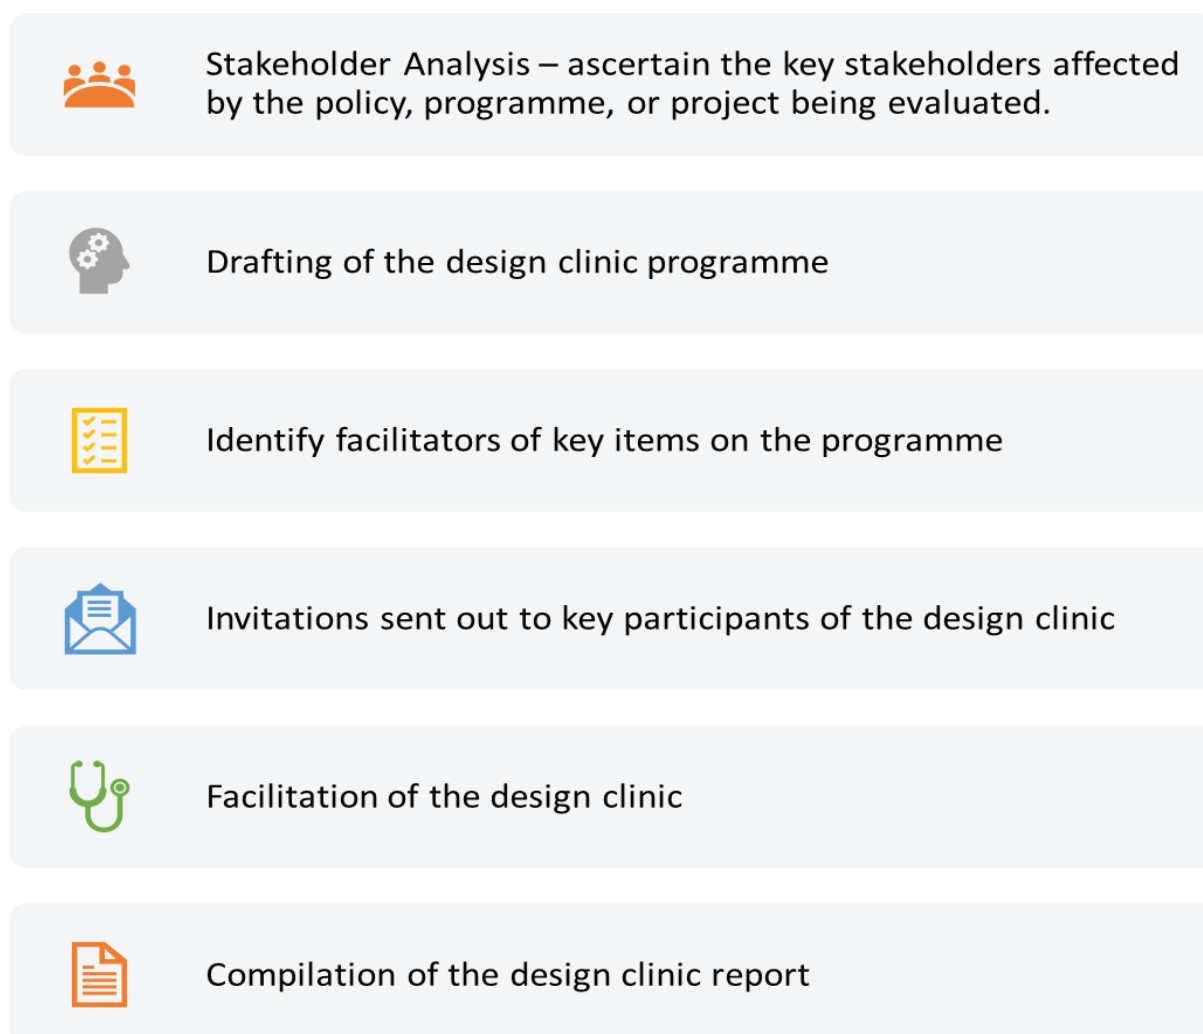 Stakeholder Analysis – ascertain the key stakeholders affected
by the policy, programme, or project being evaluated.
Drafting of the design clinic programme
Identify facilitators of key items on the programme
Invitations sent out to key participants of the design clinic
Facilitation of the design clinic
Compilation of the design clinic report